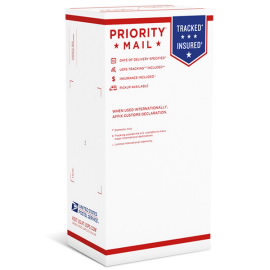 PRIORITY®
★ MAIL ★
TRACKED*
INSURED*
DATE OF DELIVERY SPECIFIED*
USPS TRACKING™ INCLUDED*
INSURANCE INCLUDED*
PICKUP AVAILABLE
WHEN USED INTERNATIONALLY,
AFFIX CUSTOMS DECLARATION.
UNITED STATES
POSTAL SERVICE®